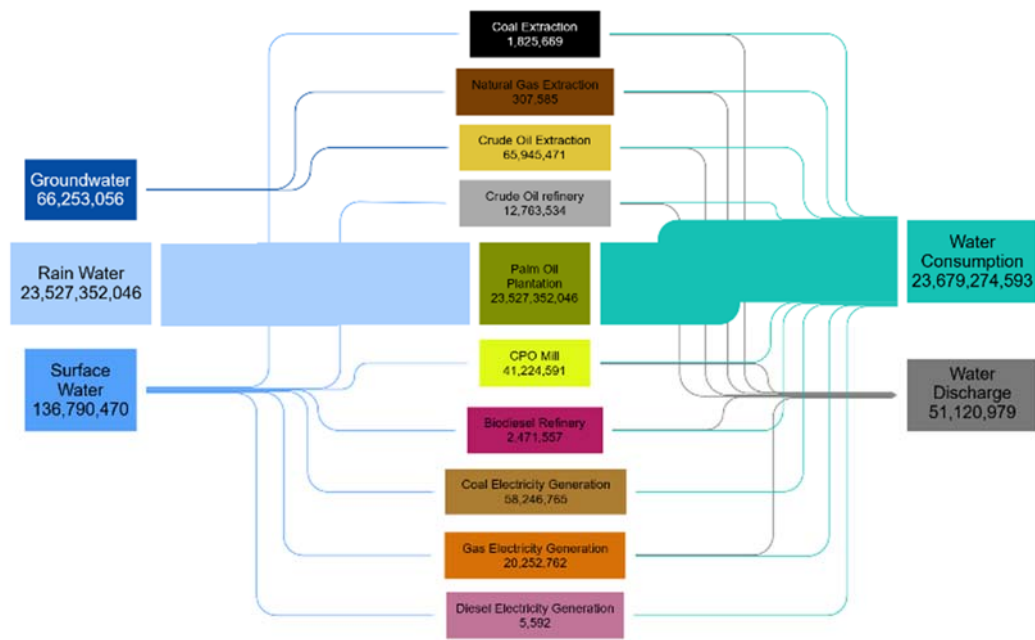 Coal Extraction
1,825,669
Natural Gas Extraction
307,585
Crude Oil Extraction
65,945,471
Groundwater
66,253,056
Crude Oil refinery
12,763,534
Rain Water
23,527,352,046
Palm Oil
Plantation
23,527,352,046
Water
Consumption
23,679,274,593
Surface
Water
136,790,470
CPO Mill
41,224,591
Water
Discharge
51,120,979
Biodiesel Refinery
2,471,557
Coal Electricity Generation
58,246,765
Gas Electricity Generation
20,252,762
Diesel Electricity Generation
5,592